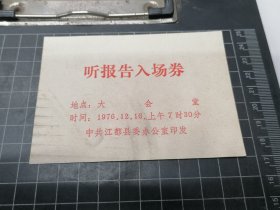 听报告入场券
地点：大会堂
时间：1976.12.16.上午7时30分
中共江都县委办公室印发